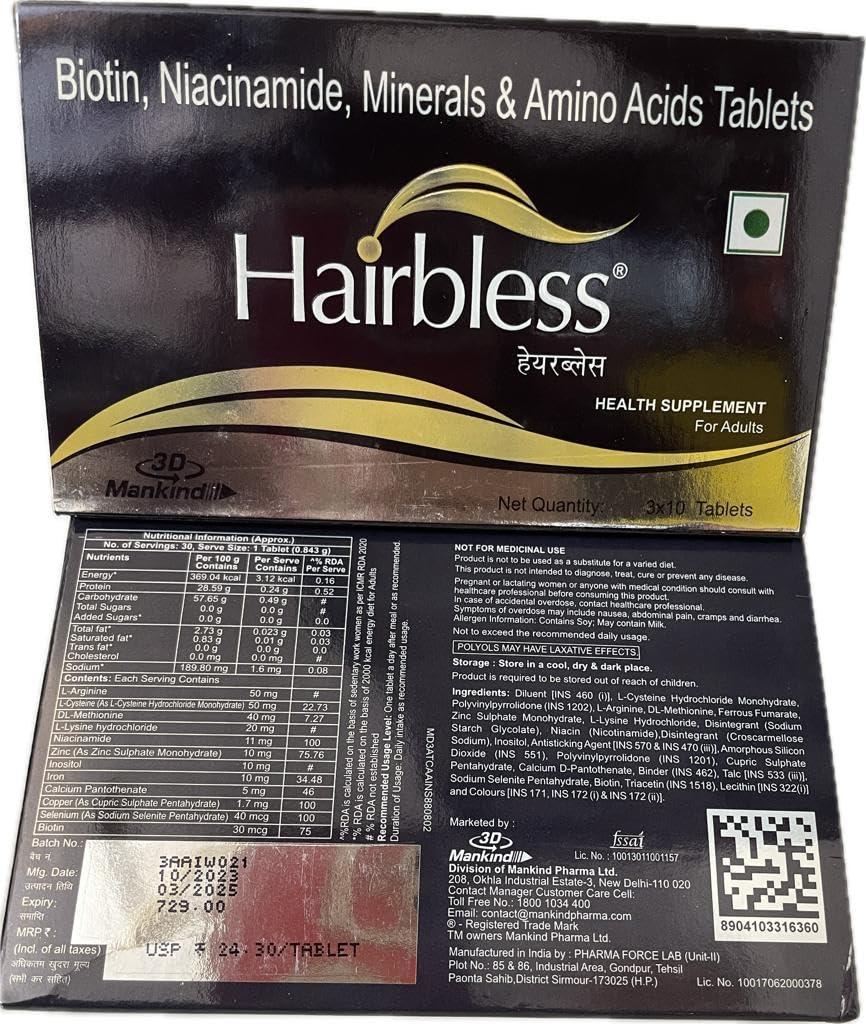 Biotin, Niacinamide, Minerals & Amino Acids Tablets
Hairbless®
हेयरब्लेस
HEALTH SUPPLEMENT
For Adults
3D
Mankind
Net Quantity: 3x10 Tablets
Nutritional Information (Approx.)
No. of Servings: 30, Serve Size: 1 Tablet (0.843 g)
Nutrients Per 100 g Contains Per Serve Contains ^% RDA Per Serve
Energy* 369.04 kcal 3.12 kcal 0.16
Protein 28.59 g 0.24 g 0.52
Carbohydrate 57.65 g 0.49 g #
Total Sugars 0.0 g 0.0 g #
Added Sugars* 0.0 g 0.0 g 0.0
Total fat* 2.73 g 0.023 g 0.03
Saturated fat* 0.83 g 0.01 g 0.03
Trans fat* 0.0 g 0.0 g 0.0
Cholesterol 0.0 mg 0.0 mg #
Sodium* 189.80 mg 1.6 mg 0.08
Contents: Each Serving Contains
L-Arginine 50 mg #
L-Cysteine (As L-Cysteine Hydrochloride Monohydrate) 50 mg 22.73
DL-Methionine 40 mg 7.27
L-Lysine hydrochloride 20 mg #
Niacinamide 11 mg 100
Zinc (As Zinc Sulphate Monohydrate) 10 mg 75.76
Inositol 10 mg #
Iron 10 mg 34.48
Calcium Pantothenate 5 mg 46
Copper (As Cupric Sulphate Pentahydrate) 1.7 mg 100
Selenium (As Sodium Selenite Pentahydrate) 40 mcg 100
Biotin 30 mcg 75
^%RDA is calculated on the basis of sedentary work women as per ICMR RDA 2020
*% RDA is calculated on the basis of 2000 kcal energy diet for Adults
# % RDA not established
Recommended Usage Level: One tablet a day after meal or as recommended.
Duration of Usage: Daily intake as recommended usage.
MD3ATCAAINS880802
Batch No.:
बैच नं.
Mfg. Date:
उत्पादन तिथि
Expiry:
समाप्ति
MRP ₹ :
(Incl. of all taxes)
अधिकतम खुदरा मूल्य
(सभी कर सहित)
3AAIW021
10/2023
03/2025
729.00
USP ₹ 24.30/TABLET
NOT FOR MEDICINAL USE
Product is not to be used as a substitute for a varied diet.
This product is not intended to diagnose, treat, cure or prevent any disease.
Pregnant or lactating women or anyone with medical condition should consult with
healthcare professional before consuming this product.
In case of accidental overdose, contact healthcare professional.
Symptoms of overdose may include nausea, abdominal pain, cramps and diarrhea.
Allergen Information: Contains Soy; May contain Milk.
Not to exceed the recommended daily usage.
POLYOLS MAY HAVE LAXATIVE EFFECTS.
Storage : Store in a cool, dry & dark place.
Product is required to be stored out of reach of children.
Ingredients: Diluent [INS 460 (i)], L-Cysteine Hydrochloride Monohydrate,
Polyvinylpyrrolidone (INS 1202), L-Arginine, DL-Methionine, Ferrous Fumarate,
Zinc Sulphate Monohydrate, L-Lysine Hydrochloride, Disintegrant (Sodium
Starch Glycolate), Niacin (Nicotinamide),Disintegrant (Croscarmellose
Sodium), Inositol, Antisticking Agent [INS 570 & INS 470 (iii)], Amorphous Silicon
Dioxide (INS 551), Polyvinylpyrrolidone (INS 1201), Cupric Sulphate
Pentahydrate, Calcium D-Pantothenate, Binder (INS 462), Talc [INS 533 (iii)],
Sodium Selenite Pentahydrate, Biotin, Triacetin (INS 1518), Lecithin [INS 322(i)]
and Colours [INS 171, INS 172 (i) & INS 172 (ii)].
Marketed by :
3D
Mankind
fssai
Lic. No. : 10013011001157
Division of Mankind Pharma Ltd.
208, Okhla Industrial Estate-3, New Delhi-110 020
Contact Manager Customer Care Cell:
Toll Free No.: 1800 1034 400
Email: contact@mankindpharma.com
® - Registered Trade Mark
TM owners Mankind Pharma Ltd.
8904103316360
Manufactured in India by : PHARMA FORCE LAB (Unit-II)
Plot No.: 85 & 86, Industrial Area, Gondpur, Tehsil
Paonta Sahib,District Sirmour-173025 (H.P.) Lic. No. 10017062000378